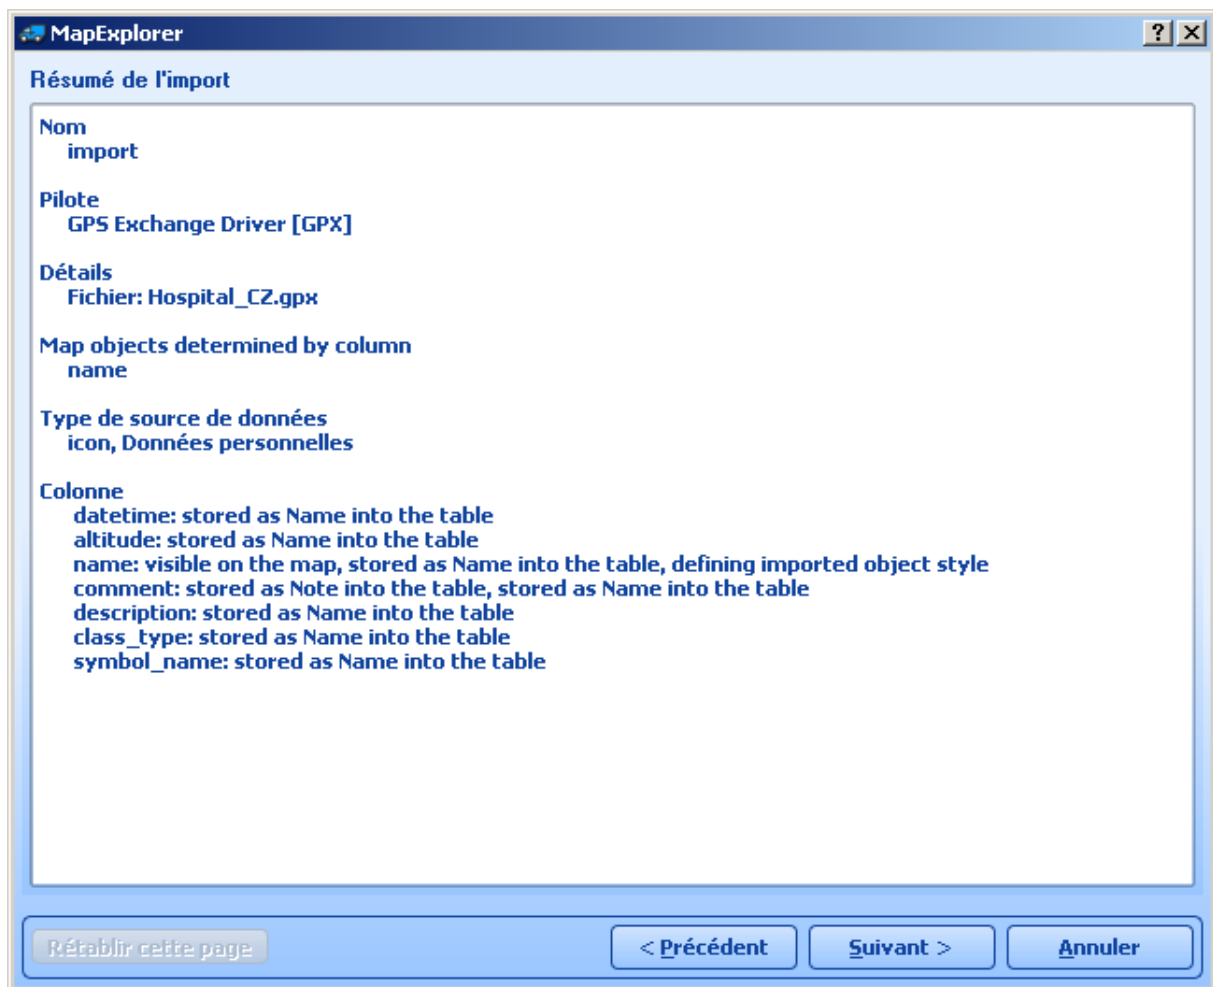 MapExplorer
Résumé de l'import
Nom
import
Pilote
GPS Exchange Driver [GPX]
Détails
Fichier: Hospital_CZ.gpx
Map objects determined by column
name
Type de source de données
icon, Données personnelles
Colonne
datetime: stored as Name into the table
altitude: stored as Name into the table
name: visible on the map, stored as Name into the table, defining imported object style
comment: stored as Note into the table, stored as Name into the table
description: stored as Name into the table
class_type: stored as Name into the table
symbol_name: stored as Name into the table
Rétablir cette page
< Précédent
Suivant >
Annuler